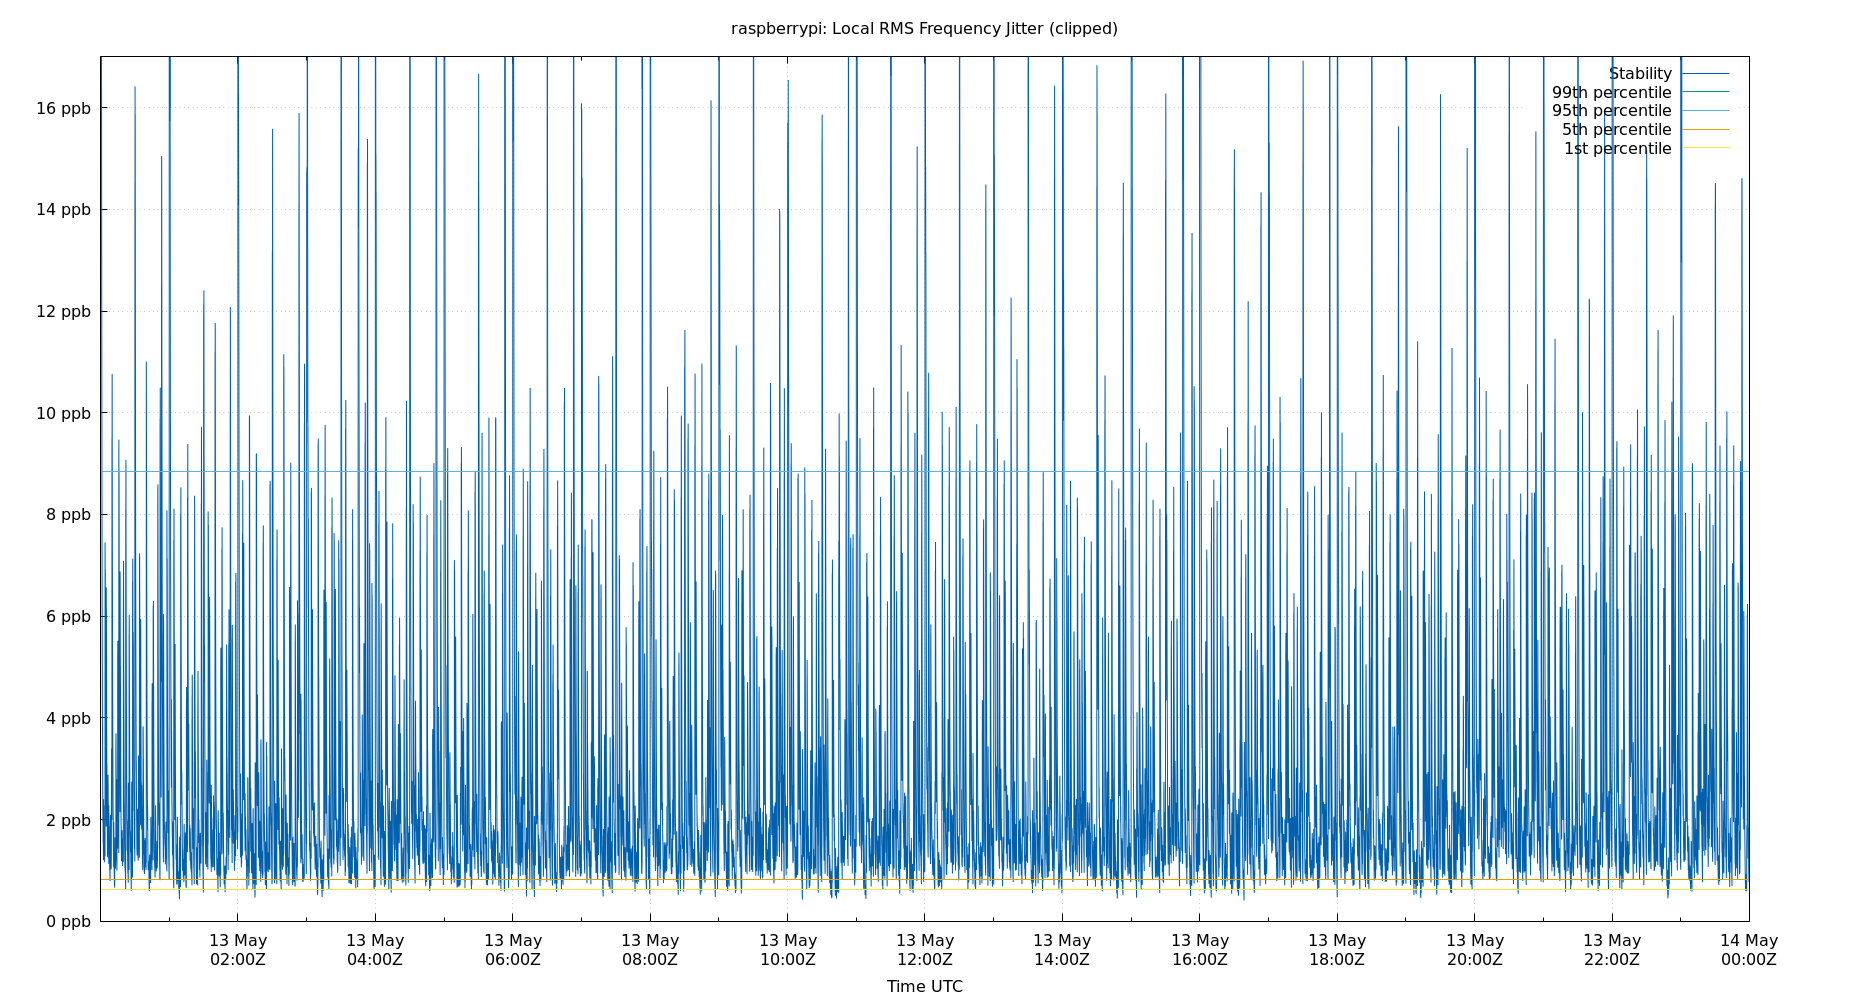 raspberrypi: Local RMS Frequency Jitter (clipped)
Stability
99th percentile
95th percentile
5th percentile
1st percentile
16 ppb
14 ppb
12 ppb
10 ppb
8 ppb
6 ppb
4 ppb
2 ppb
0 ppb
13 May 13 May 13 May 13 May 13 May 13 May 13 May 13 May 13 May 13 May 13 May 14 May
02:00Z 04:00Z 06:00Z 08:00Z 10:00Z 12:00Z 14:00Z 16:00Z 18:00Z 20:00Z 22:00Z 00:00Z
Time UTC